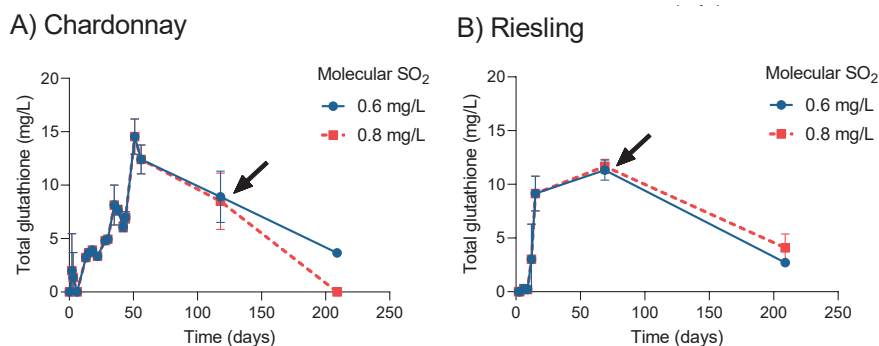 A) Chardonnay
Molecular SO₂
0.6 mg/L
0.8 mg/L
Total glutathione (mg/L)
20
15
10
5
0
0
50
100
150
200
250
Time (days)
B) Riesling
Molecular SO₂
0.6 mg/L
0.8 mg/L
Total glutathione (mg/L)
20
15
10
5
0
0
50
100
150
200
250
Time (days)